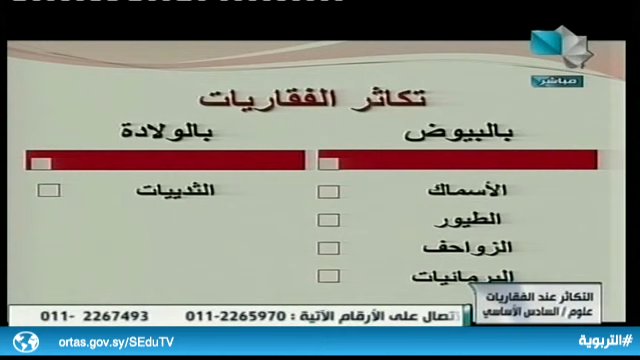 مباشر
تكاثر الفقاريات
بالبيوض
بالولادة
الأسماك
الثدييات
الطيور
الزواحف
البرمائيات
التكاثر عند الفقاريات
علوم / السادس الأساسي
تصال على الأرقام الآتية : 2265970-011 2267493 -011
#التربوية
ortas.gov.sy/SEduTV